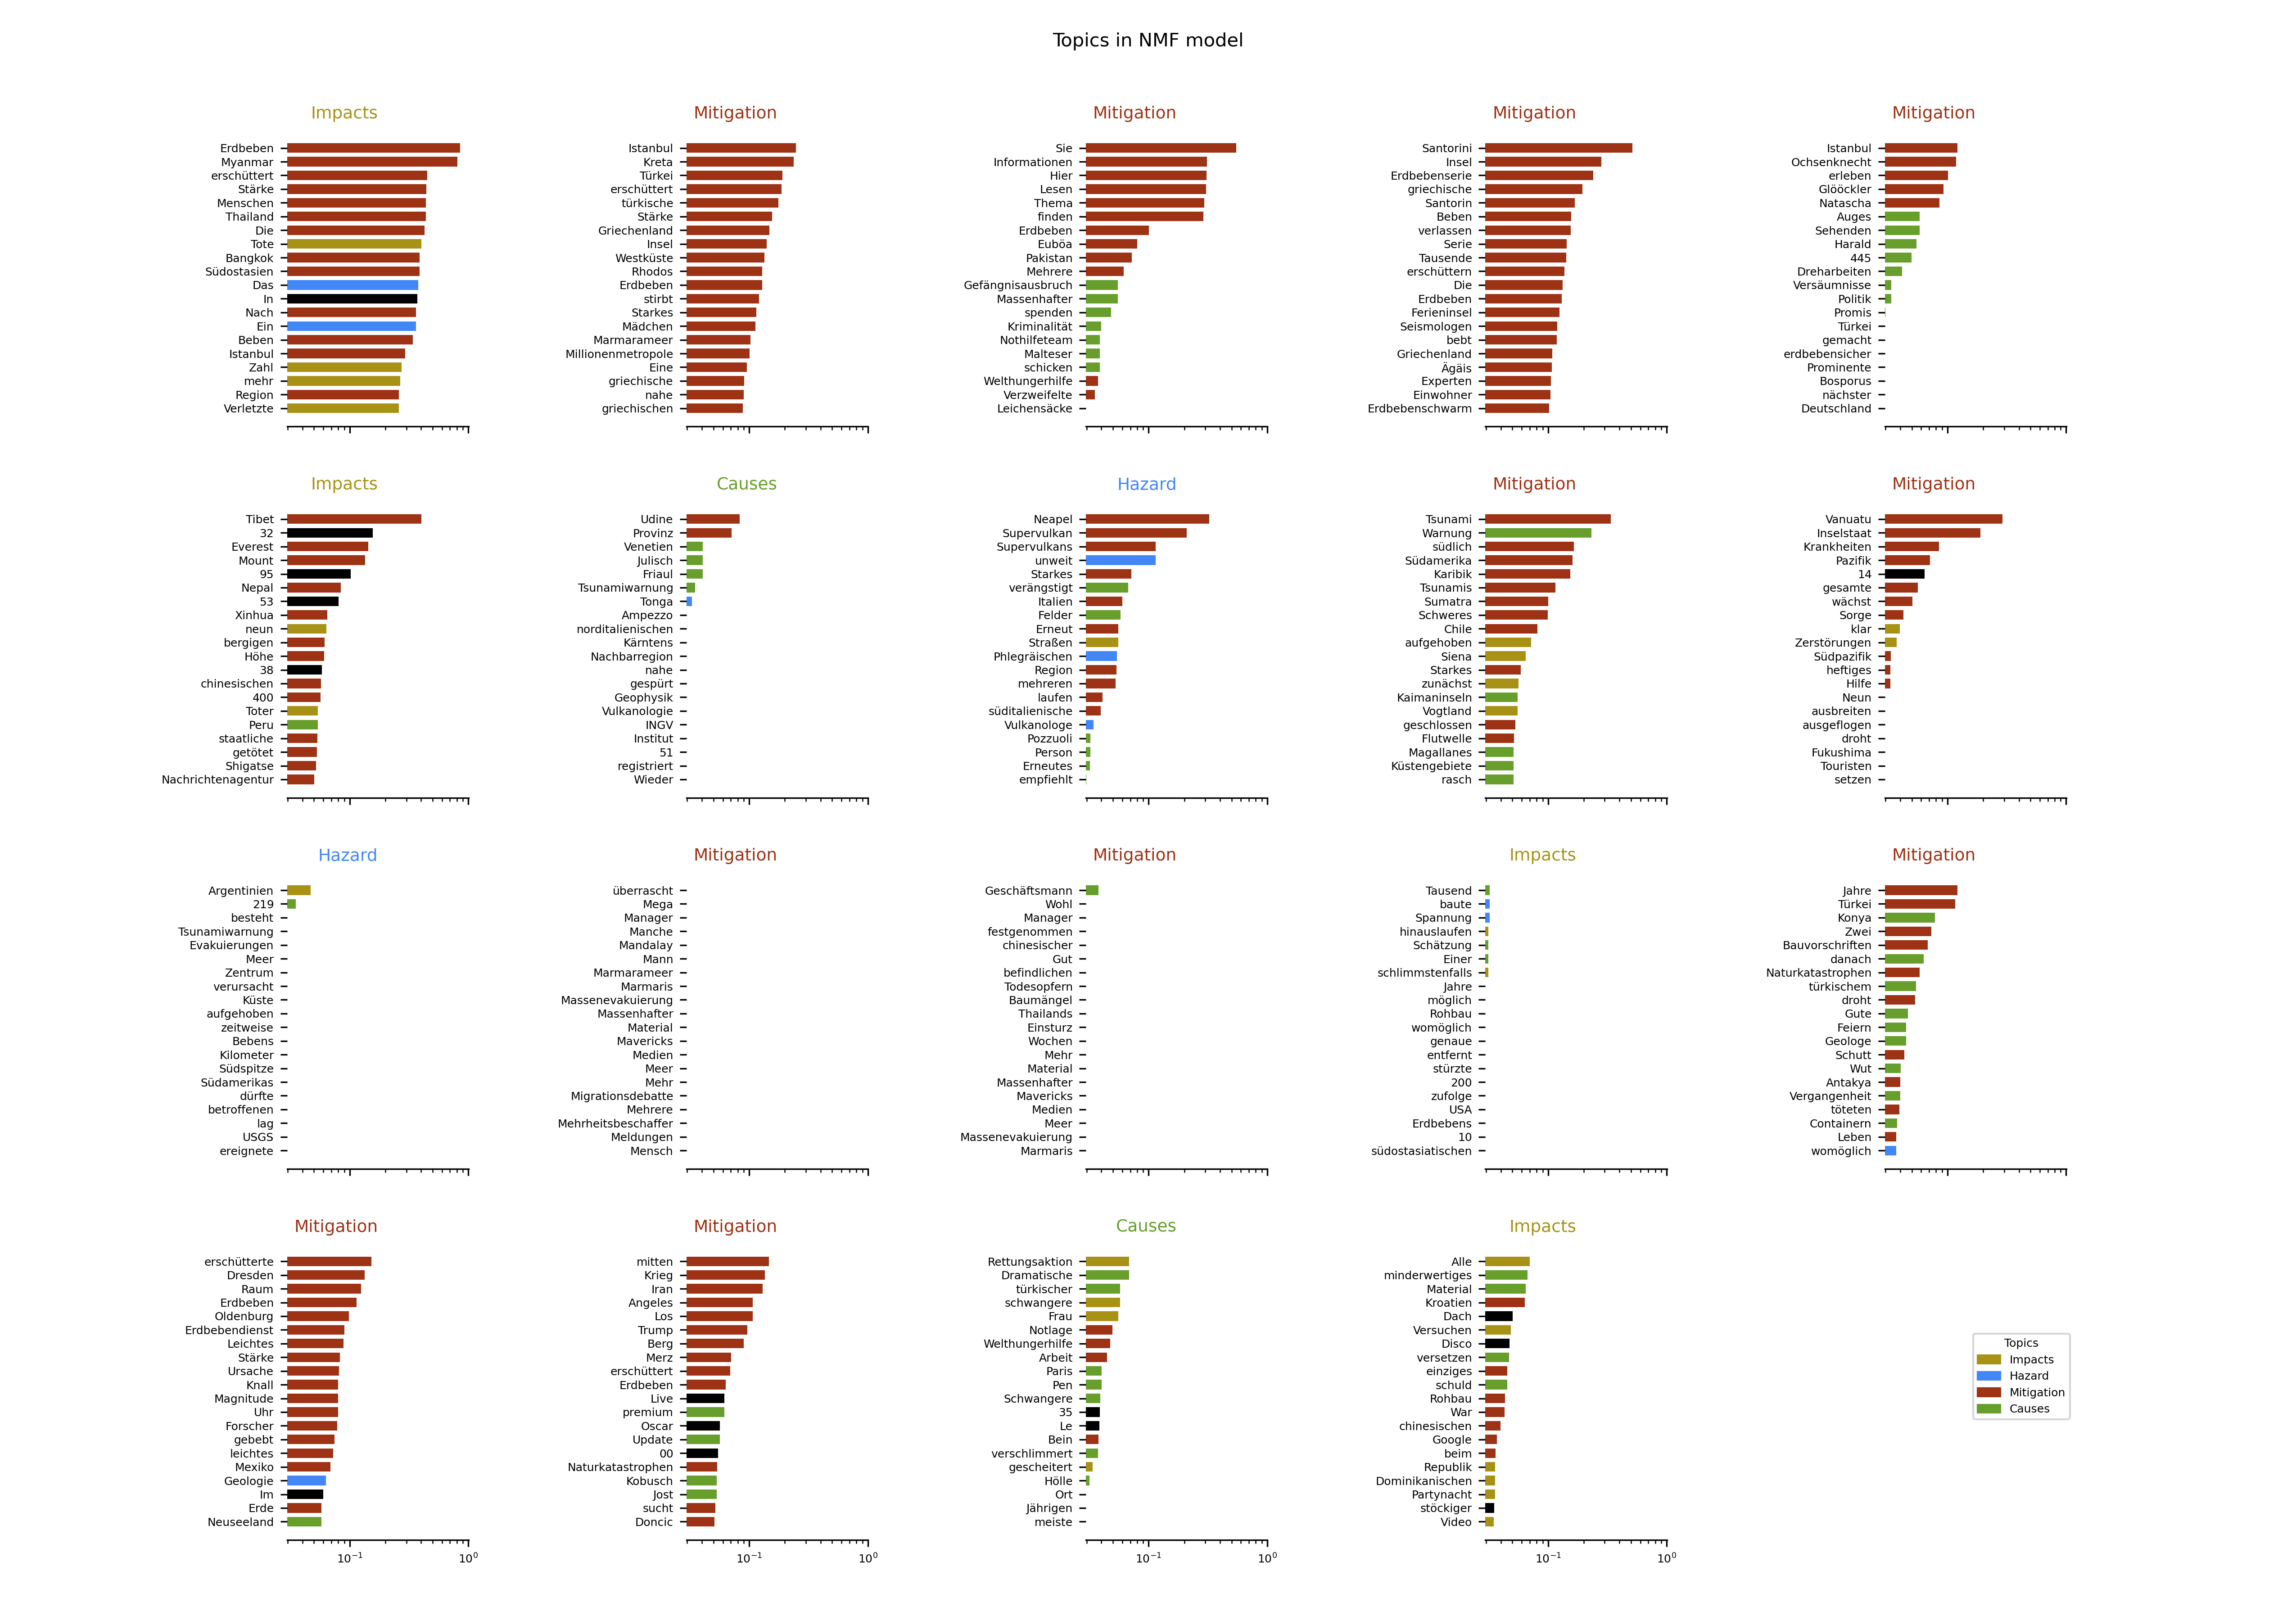 Topics in NMF model
Impacts
Erdbeben
Myanmar
erschüttert
Stärke
Menschen
Thailand
Die
Tote
Bangkok
Südostasien
Das
In
Nach
Ein
Beben
Istanbul
Zahl
mehr
Region
Verletzte
Mitigation
Istanbul
Kreta
Türkei
erschüttert
türkische
Stärke
Griechenland
Insel
Westküste
Rhodos
Erdbeben
stirbt
Starkes
Mädchen
Marmarameer
Millionenmetropole
Eine
griechische
nahe
griechischen
Mitigation
Sie
Informationen
Hier
Lesen
Thema
finden
Erdbeben
Euböa
Pakistan
Mehrere
Gefängnisausbruch
Massenhafter
spenden
Kriminalität
Nothilfeteam
Malteser
schicken
Welthungerhilfe
Verzweifelte
Leichensäcke
Mitigation
Santorini
Insel
Erdbebenserie
griechische
Santorin
Beben
verlassen
Serie
Tausende
erschüttern
Die
Erdbeben
Ferieninsel
Seismologen
bebt
Griechenland
Ägäis
Experten
Einwohner
Erdbebenschwarm
Mitigation
Istanbul
Ochsenknecht
erleben
Glööckler
Natascha
Auges
Sehenden
Harald
445
Dreharbeiten
Versäumnisse
Politik
Promis
Türkei
gemacht
erdbebensicher
Prominente
Bosporus
nächster
Deutschland
Impacts
Tibet
32
Everest
Mount
95
Nepal
53
Xinhua
neun
bergigen
Höhe
38
chinesischen
400
Toter
Peru
staatliche
getötet
Shigatse
Nachrichtenagentur
Causes
Udine
Provinz
Venetien
Julisch
Friaul
Tsunamiwarnung
Tonga
Ampezzo
norditalienischen
Kärntens
Nachbarregion
nahe
gespürt
Geophysik
Vulkanologie
INGV
Institut
51
registriert
Wieder
Hazard
Neapel
Supervulkan
Supervulkans
unweit
Starkes
verängstigt
Italien
Felder
Erneut
Straßen
Phlegräischen
Region
mehreren
laufen
süditalienische
Vulkanologe
Pozzuoli
Person
Erneutes
empfiehlt
Mitigation
Tsunami
Warnung
südlich
Südamerika
Karibik
Tsunamis
Sumatra
Schweres
Chile
aufgehoben
Siena
Starkes
zunächst
Kaimaninseln
Vogtland
geschlossen
Flutwelle
Magallanes
Küstengebiete
rasch
Mitigation
Vanuatu
Inselstaat
Krankheiten
Pazifik
14
gesamte
wächst
Sorge
klar
Zerstörungen
Südpazifik
heftiges
Hilfe
Neun
ausbreiten
ausgeflogen
droht
Fukushima
Touristen
setzen
Hazard
Argentinien
219
besteht
Tsunamiwarnung
Evakuierungen
Meer
Zentrum
verursacht
Küste
aufgehoben
zeitweise
Bebens
Kilometer
Südspitze
Südamerikas
dürfte
betroffenen
lag
USGS
ereignete
Mitigation
überrascht
Mega
Manager
Manche
Mandalay
Mann
Marmarameer
Marmaris
Massenevakuierung
Massenhafter
Material
Mavericks
Medien
Meer
Mehr
Migrationsdebatte
Mehrere
Mehrheitsbeschaffer
Meldungen
Mensch
Mitigation
Geschäftsmann
Wohl
Manager
festgenommen
chinesischer
Gut
befindlichen
Todesopfern
Baumängel
Thailands
Einsturz
Wochen
Mehr
Material
Massenhafter
Mavericks
Medien
Meer
Massenevakuierung
Marmaris
Impacts
Tausend
baute
Spannung
hinauslaufen
Schätzung
Einer
schlimmstenfalls
Jahre
möglich
Rohbau
womöglich
genaue
entfernt
stürzte
200
zufolge
USA
Erdbebens
10
südostasiatischen
Mitigation
Jahre
Türkei
Konya
Zwei
Bauvorschriften
danach
Naturkatastrophen
türkischem
droht
Gute
Feiern
Geologe
Schutt
Wut
Antakya
Vergangenheit
töteten
Containern
Leben
womöglich
Mitigation
erschütterte
Dresden
Raum
Erdbeben
Oldenburg
Erdbebendienst
Leichtes
Stärke
Ursache
Knall
Magnitude
Uhr
Forscher
gebebt
leichtes
Mexiko
Geologie
Im
Erde
Neuseeland
10⁻¹ 10⁰
Mitigation
mitten
Krieg
Iran
Angeles
Los
Trump
Berg
Merz
erschüttert
Erdbeben
Live
premium
Oscar
Update
00
Naturkatastrophen
Kobusch
Jost
sucht
Doncic
10⁻¹ 10⁰
Causes
Rettungsaktion
Dramatische
türkischer
schwangere
Frau
Notlage
Welthungerhilfe
Arbeit
Paris
Pen
Schwangere
35
Le
Bein
verschlimmert
gescheitert
Hölle
Ort
Jährigen
meiste
10⁻¹ 10⁰
Impacts
Alle
minderwertiges
Material
Kroatien
Dach
Versuchen
Disco
versetzen
einziges
schuld
Rohbau
War
chinesischen
Google
beim
Republik
Dominikanischen
Partynacht
stöckiger
Video
10⁻¹ 10⁰
Topics
Impacts
Hazard
Mitigation
Causes